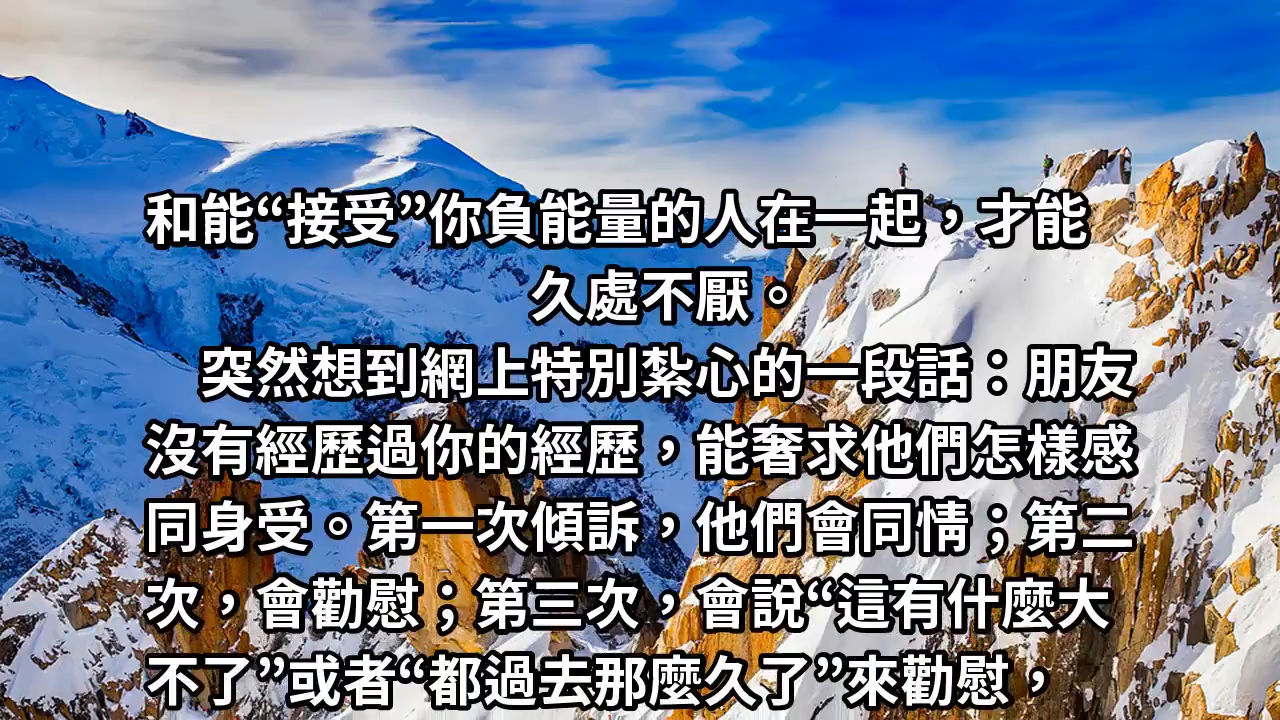 和能“接受”你負能量的人在一起，才能
久處不厭。
突然想到網上特別紮心的一段話：朋友
沒有經歷過你的經歷，能奢求他們怎樣感
同身受。第一次傾訴，他們會同情；第二
次，會勸慰；第三次，會說“這有什麼大
不了”或者“都過去那麼久了”來勸慰，